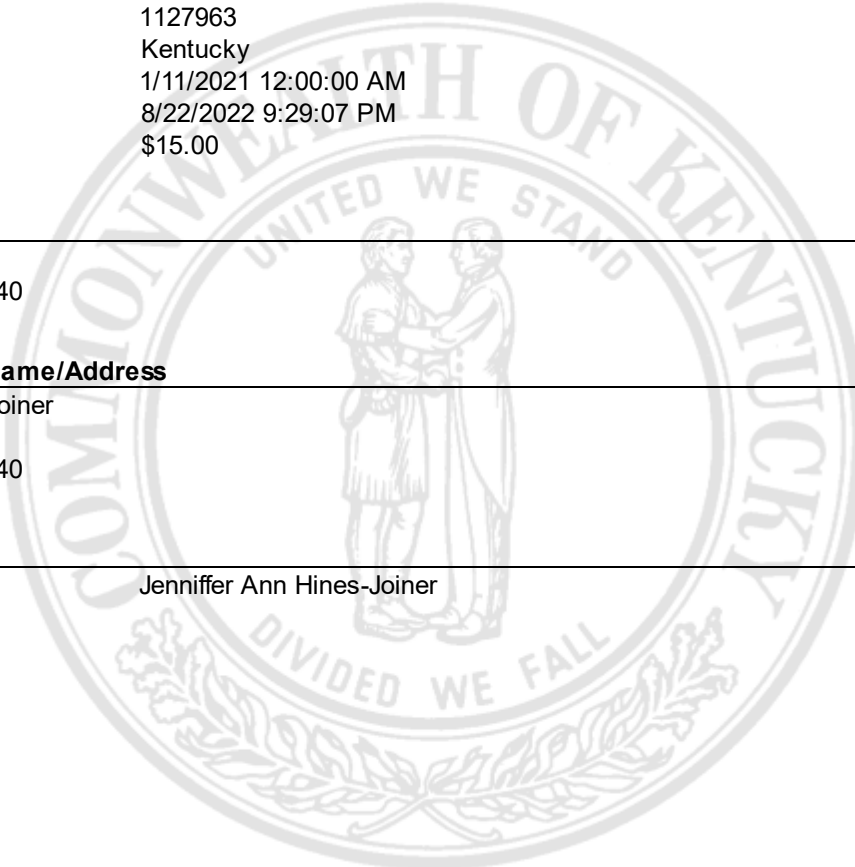 1127963
Kentucky
1/11/2021 12:00:00 AM
8/22/2022 9:29:07 PM
$15.00
COMMONWEALTH OF KENTUCKY
UNITED WE STAND
40
ame/Address
oiner
40
Jenniffer Ann Hines-Joiner
DIVIDED WE FALL